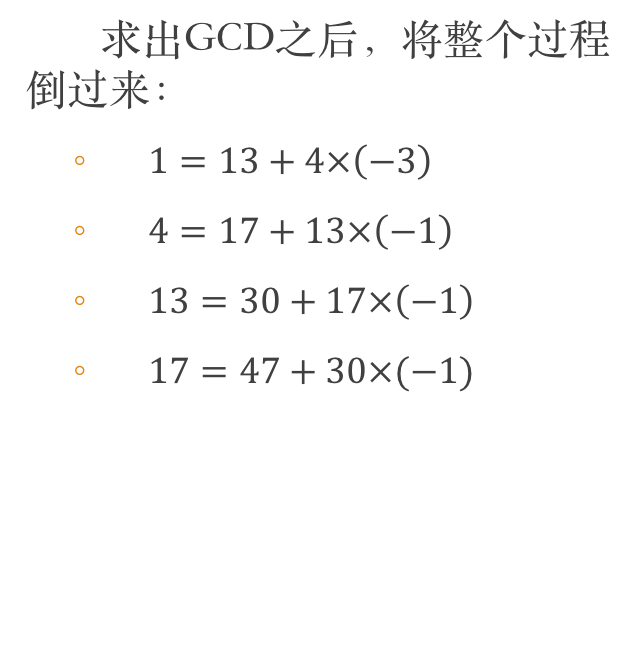 求出GCD之后，将整个过程
倒过来：
◦ 1 = 13 + 4×(−3)
◦ 4 = 17 + 13×(−1)
◦ 13 = 30 + 17×(−1)
◦ 17 = 47 + 30×(−1)